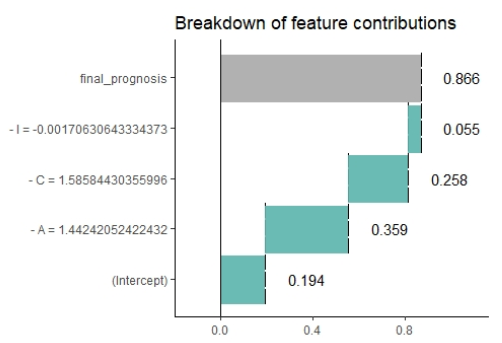 Breakdown of feature contributions
final_prognosis
0.866
- I = -0.00170630643334373
0.055
- C = 1.58584430355996
0.258
- A = 1.44242052422432
0.359
(Intercept)
0.194
0.0 0.4 0.8